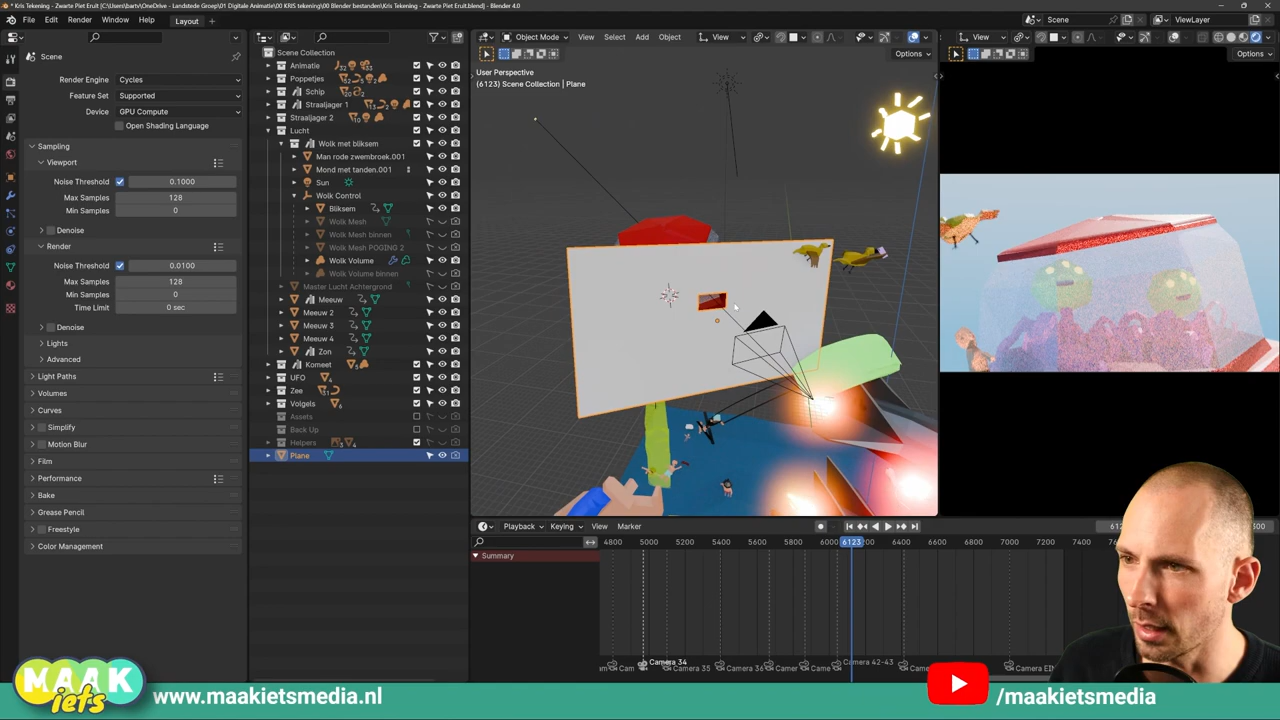 * Kris Tekening - Zwarte Piet Eruit [C:\Users\bartv\OneDrive - Landstede Groep\01 Digitale Animatie\00 KRIS tekening\00 Blender bestanden\Kris Tekening - Zwarte Piet Eruit.blend] - Blender 4.0
File Edit Render Window Help Layout Scene ViewLayer
Object Mode View Select Add Object View View
Options Options
Scene
Render Engine Cycles
Feature Set Supported
Device GPU Compute
Open Shading Language
Sampling
Viewport
Noise Threshold 0.1000
Max Samples 128
Min Samples 0
Denoise
Render
Noise Threshold 0.0100
Max Samples 128
Min Samples 0
Time Limit 0 sec
Denoise
Lights
Advanced
Light Paths
Volumes
Curves
Simplify
Motion Blur
Film
Performance
Bake
Grease Pencil
Freestyle
Color Management
Scene Collection
Animatie
Poppetjes
Schip
Straaljager 1
Straaljager 2
Lucht
Wolk met bliksem
Man rode zwembroek.001
Mond met tanden.001
Sun
Wolk Control
Bliksem
Wolk Mesh
Wolk Mesh binnen
Wolk Mesh POGING 2
Wolk Volume
Wolk Volume binnen
Master Lucht Achtergrond
Meeuw
Meeuw 2
Meeuw 3
Meeuw 4
Zon
Komeet
UFO
Zee
Volgels
Assets
Back Up
Helpers
Plane
User Perspective
(6123) Scene Collection | Plane
Playback Keying View Marker
4800 5000 5200 5400 5600 5800 6000 6123 6400 6600 6800 7000 7200
Summary
Cam Camera 34 Camera 35 Camera 36 Camer Came Camera 42-43 Camera
MAAK
iets
www.maakietsmedia.nl
/maakietsmedia